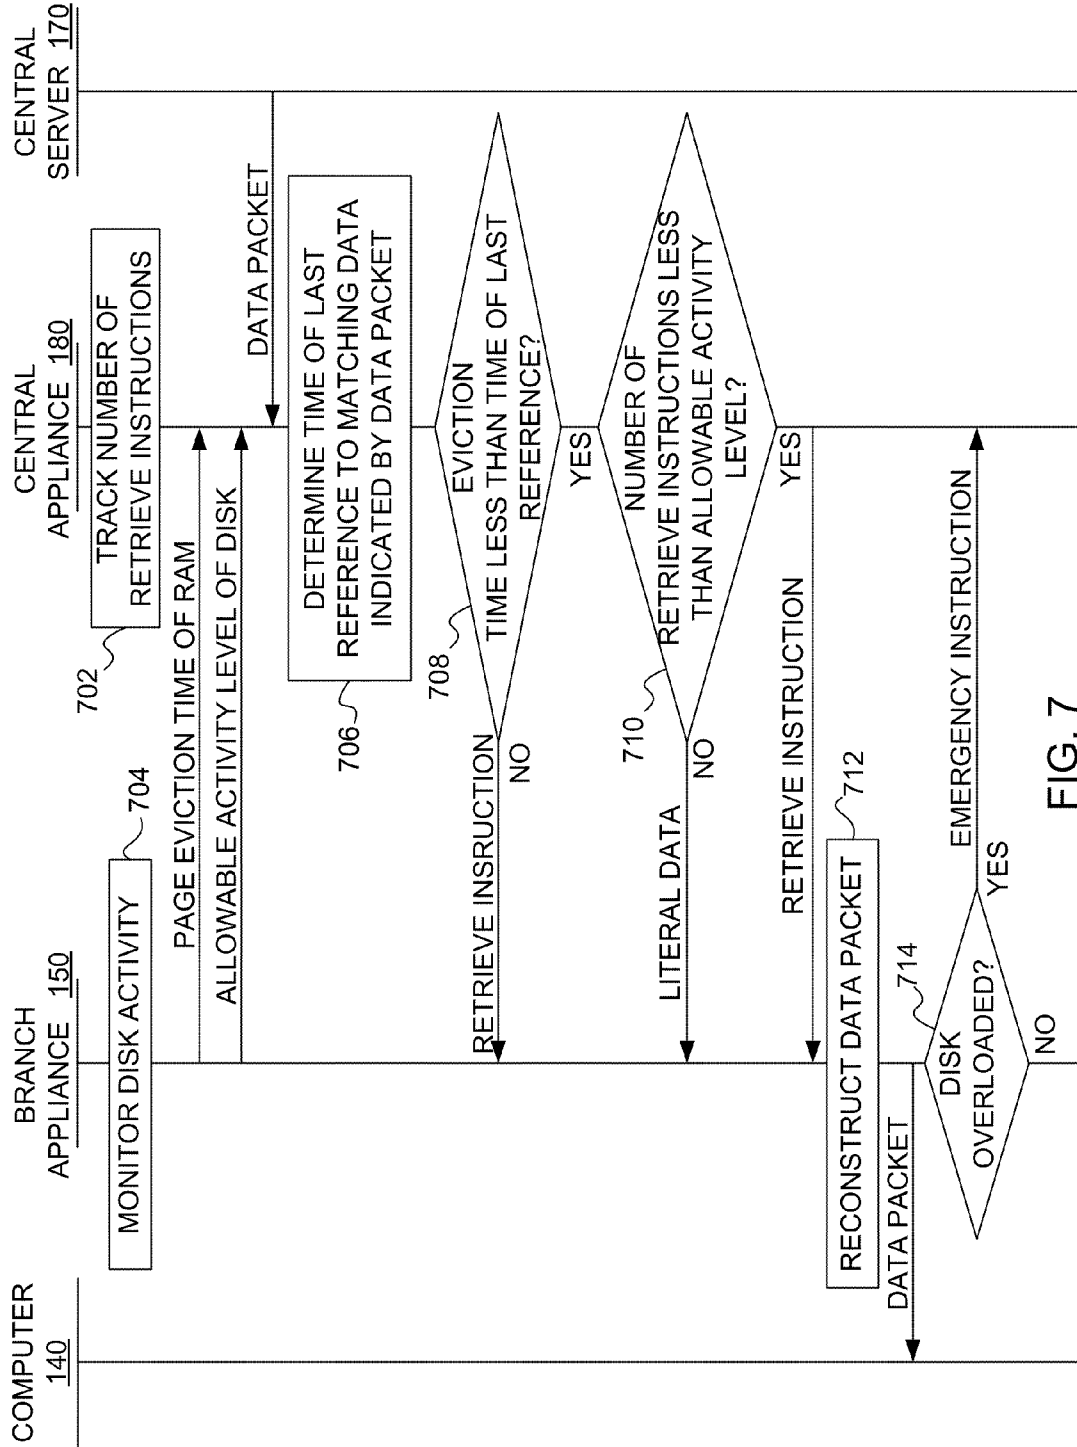 COMPUTER
140
BRANCH
APPLIANCE 150
CENTRAL
APPLIANCE 180
CENTRAL
SERVER 170
MONITOR DISK ACTIVITY
704
TRACK NUMBER OF
RETRIEVE INSTRUCTIONS
702
PAGE EVICTION TIME OF RAM
ALLOWABLE ACTIVITY LEVEL OF DISK
DATA PACKET
DETERMINE TIME OF LAST
REFERENCE TO MATCHING DATA
INDICATED BY DATA PACKET
706
708
EVICTION
TIME LESS THAN TIME OF LAST
REFERENCE?
RETRIEVE INSRUCTION
NO
YES
710
NUMBER OF
RETRIEVE INSTRUCTIONS LESS
THAN ALLOWABLE ACTIVITY
LEVEL?
LITERAL DATA
NO
YES
RETRIEVE INSTRUCTION
RECONSTRUCT DATA PACKET
712
DATA PACKET
714
DISK
OVERLOADED?
EMERGENCY INSTRUCTION
YES
NO
FIG. 7